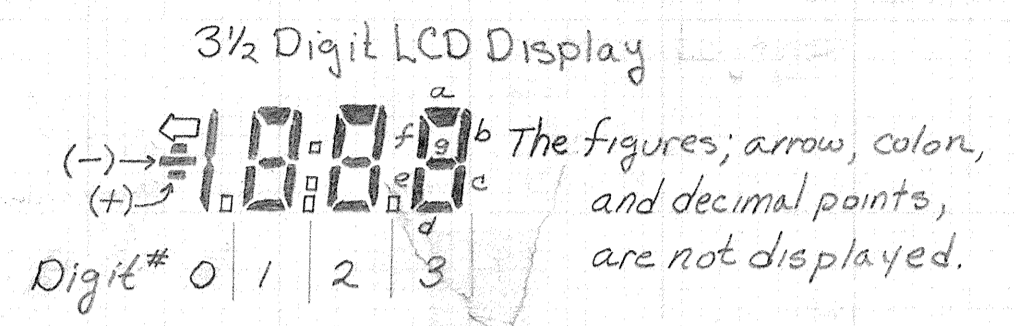 3½ Digit LCD Display
a
f g b
(-)
(+)
e c
d
The figures; arrow, colon,
and decimal points,
are not displayed.
Digit# 0 1 2 3